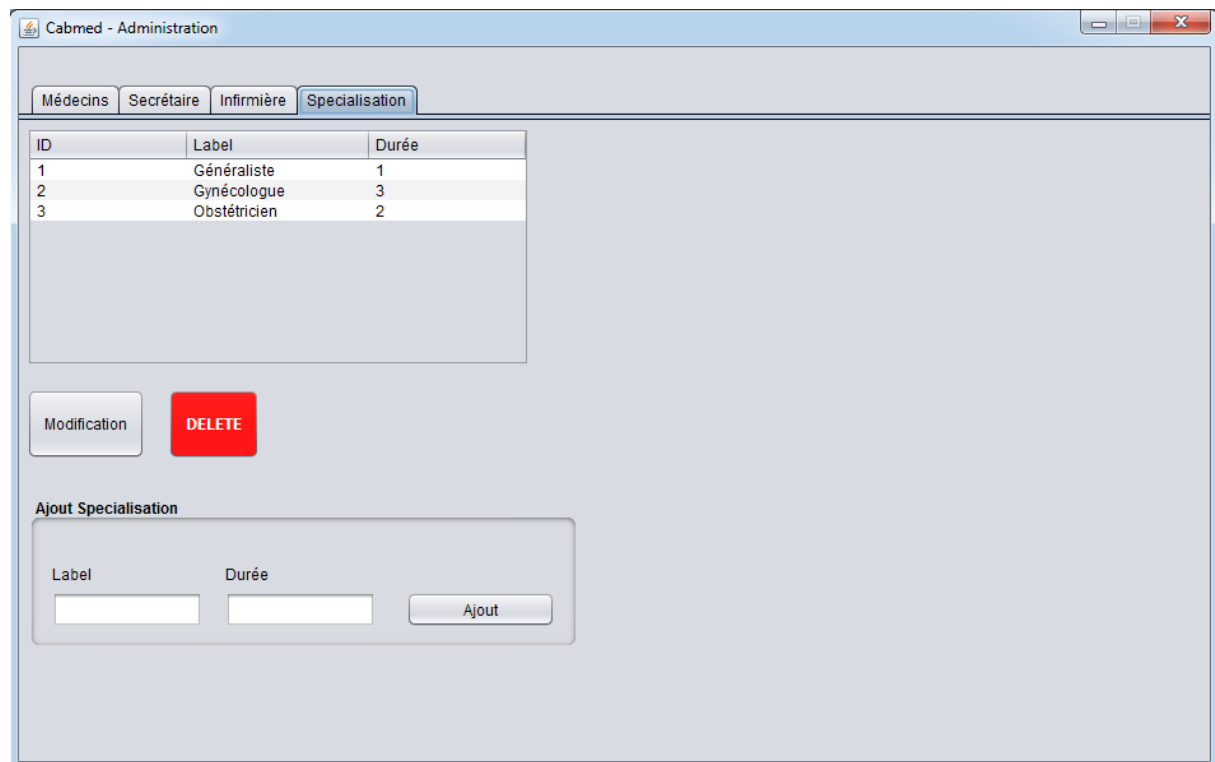 Cabmed - Administration
Médecins Secrétaire Infirmière Specialisation
ID Label Durée
1 Généraliste 1
2 Gynécologue 3
3 Obstétricien 2
Modification DELETE
Ajout Specialisation
Label Durée
Ajout